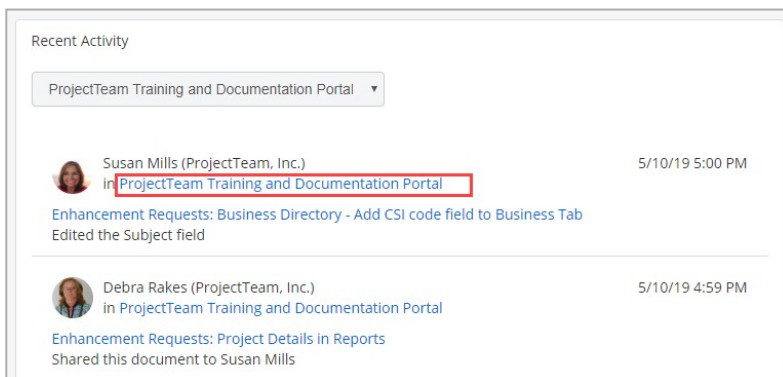 Recent Activity
ProjectTeam Training and Documentation Portal
Susan Mills (ProjectTeam, Inc.) 5/10/19 5:00 PM
in ProjectTeam Training and Documentation Portal
Enhancement Requests: Business Directory - Add CSI code field to Business Tab
Edited the Subject field
Debra Rakes (ProjectTeam, Inc.) 5/10/19 4:59 PM
in ProjectTeam Training and Documentation Portal
Enhancement Requests: Project Details in Reports
Shared this document to Susan Mills